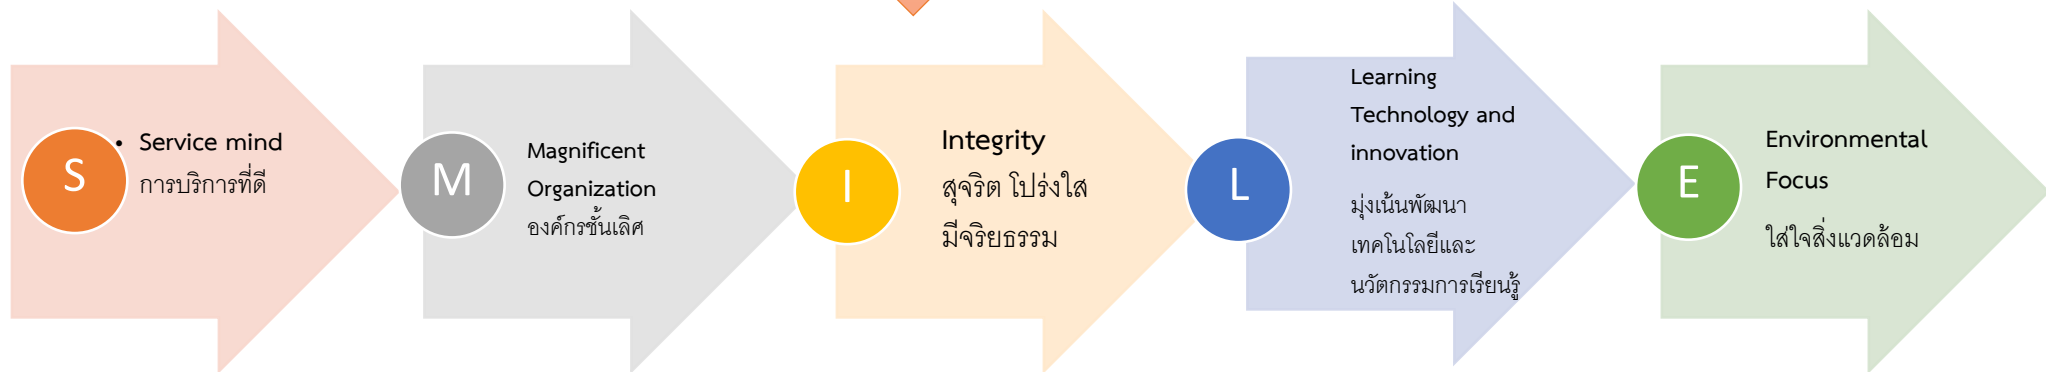 S
• Service mind
การบริการที่ดี
M
Magnificent
Organization
องค์กรชั้นเลิศ
I
Integrity
สุจริต โปร่งใส
มีจริยธรรม
L
Learning
Technology and
innovation
มุ่งเน้นพัฒนา
เทคโนโลยีและ
นวัตกรรมการเรียนรู้
E
Environmental
Focus
ใส่ใจสิ่งแวดล้อม